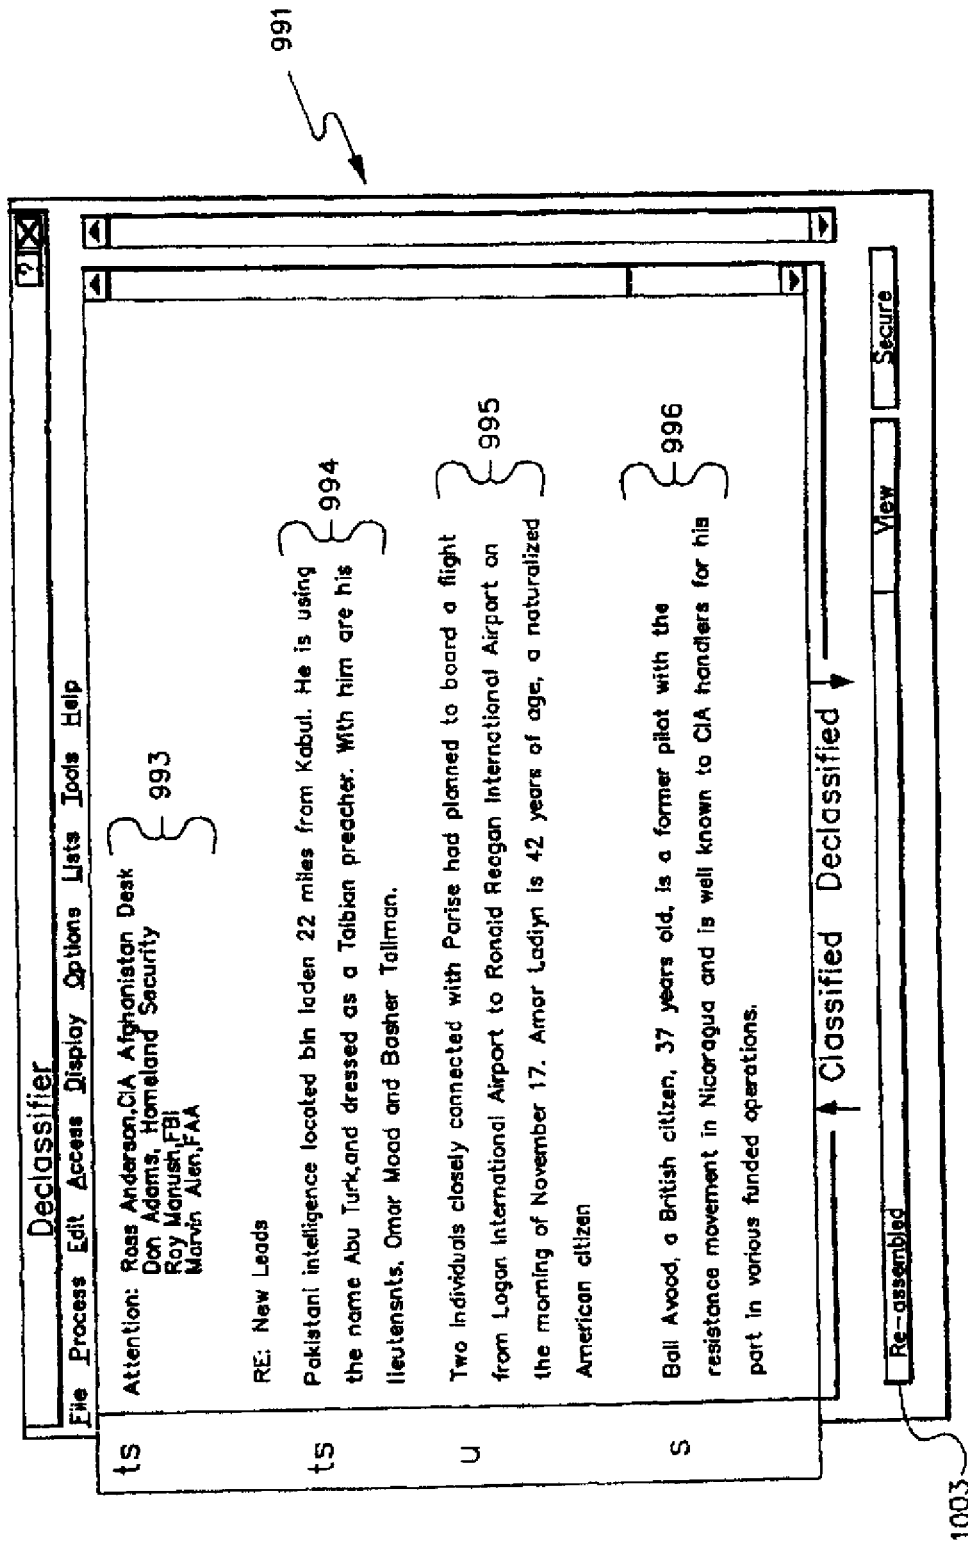 991
Declassifier
? X
File Process Edit Access Display Options Lists Tools Help
ts
Attention: Ross Anderson,CIA Afghanistan Desk
Don Adams, Homeland Security
Roy Manush,FBI
Marvin Alen,FAA
993
RE: New Leads
ts
Pakistani intelligence located bin laden 22 miles from Kabul. He is using
the name Abu Turk,and dressed as a Talbian preacher. With him are his
lieutensnts, Omar Moad and Basher Tallman.
994
u
Two individuals closely connected with Parise had planned to board a flight
from Logan International Airport to Ronald Reagan International Airport on
the morning of November 17. Amar Ladiyn is 42 years of age, a naturalized
American citizen
995
s
Ball Avood, a British citizen, 37 years old, is a former pilot with the
resistance movement in Nicaragua and is well known to CIA handlers for his
part in various funded operations.
996
Classified Declassified
Re-assembled View Secure
1003